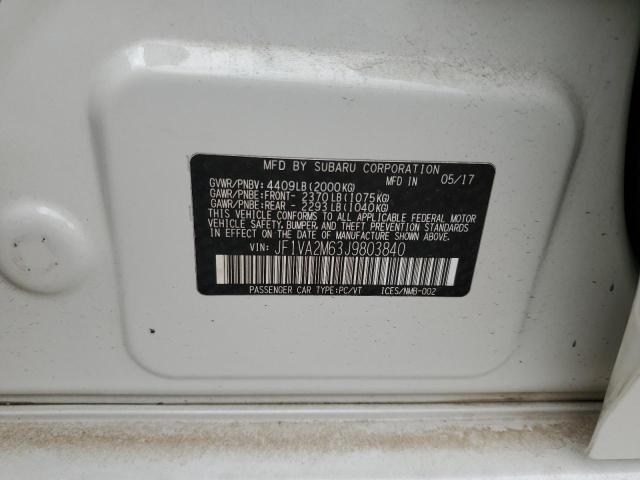 MFD BY SUBARU CORPORATION
MFD IN 05/17
GVWR/PNBV: 4409LB(2000KG)
GAWR/PNBE:FRONT- 2370LB(1075KG)
GAWR/PNBE:REAR - 2293LB(1040KG)
THIS VEHICLE CONFORMS TO ALL APPLICABLE FEDERAL MOTOR
VEHICLE SAFETY, BUMPER, AND THEFT PREVENTION STANDARDS
IN EFFECT ON THE DATE OF MANUFACTURE SHOWN ABOVE.
VIN: JF1VA2M63J9803840
PASSENGER CAR TYPE:PC/VT ICES/NMB-002